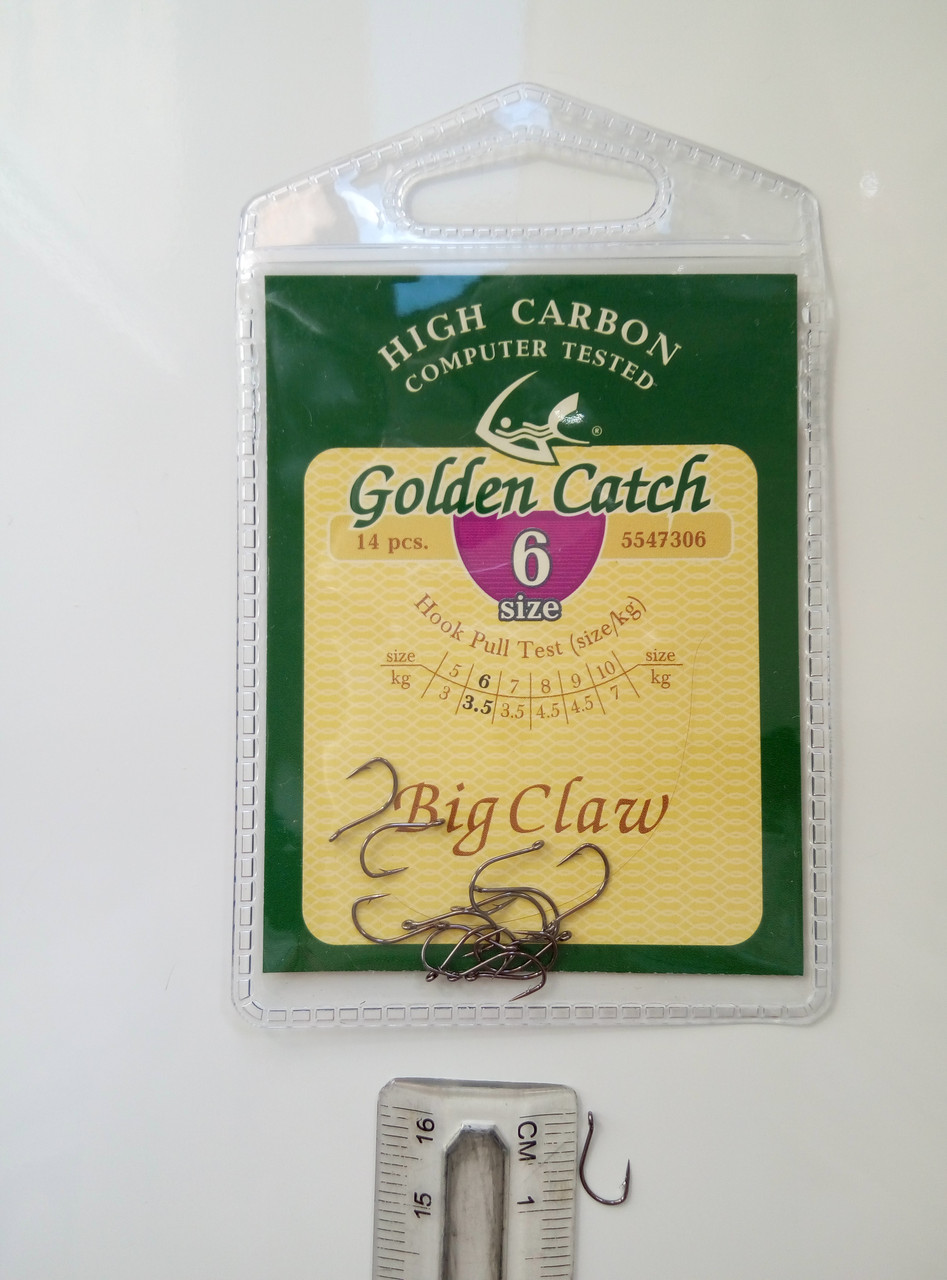 HIGH CARBON
COMPUTER TESTED
®
Golden Catch
14 pcs. 6 5547306
size
Hook Pull Test (size/kg)
size 5 6 7 8 9 10 size
kg 3 3.5 3.5 4.5 4.5 7 kg
Big Claw
16 CM
15 1